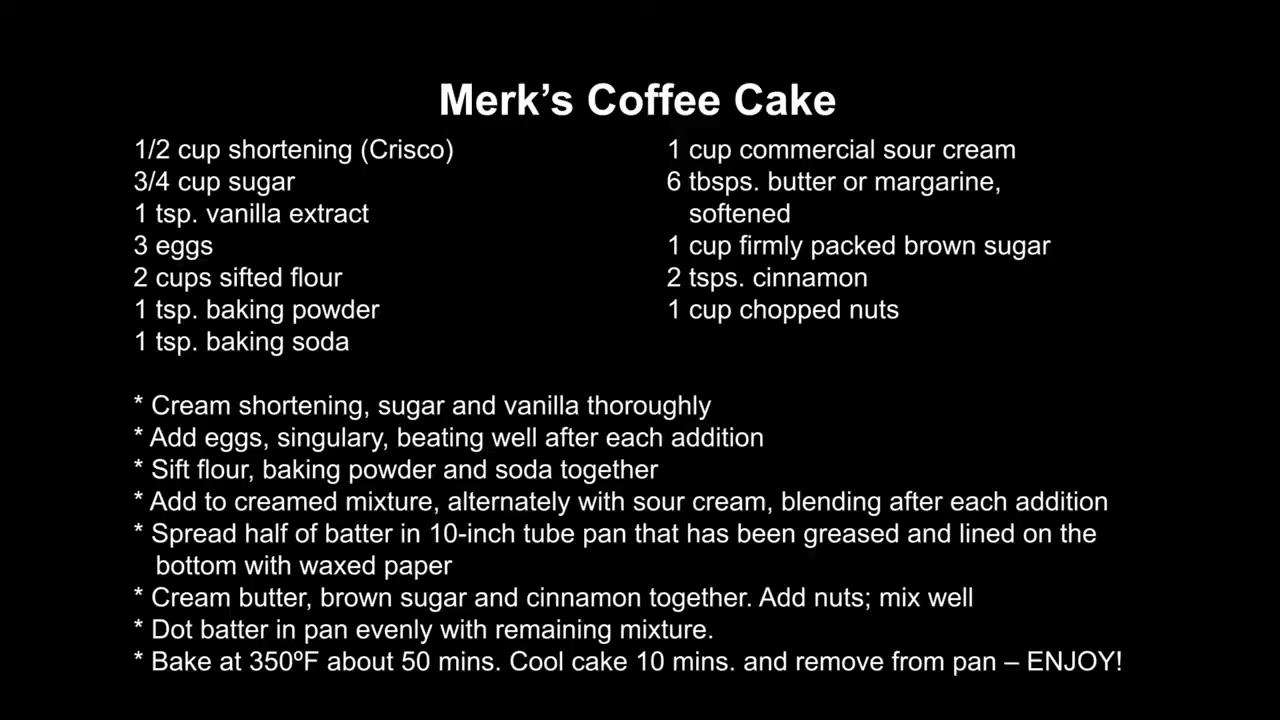 Merk’s Coffee Cake
1/2 cup shortening (Crisco)
3/4 cup sugar
1 tsp. vanilla extract
3 eggs
2 cups sifted flour
1 tsp. baking powder
1 tsp. baking soda
1 cup commercial sour cream
6 tbsps. butter or margarine,
softened
1 cup firmly packed brown sugar
2 tsps. cinnamon
1 cup chopped nuts
* Cream shortening, sugar and vanilla thoroughly
* Add eggs, singulary, beating well after each addition
* Sift flour, baking powder and soda together
* Add to creamed mixture, alternately with sour cream, blending after each addition
* Spread half of batter in 10-inch tube pan that has been greased and lined on the
bottom with waxed paper
* Cream butter, brown sugar and cinnamon together. Add nuts; mix well
* Dot batter in pan evenly with remaining mixture.
* Bake at 350ºF about 50 mins. Cool cake 10 mins. and remove from pan – ENJOY!